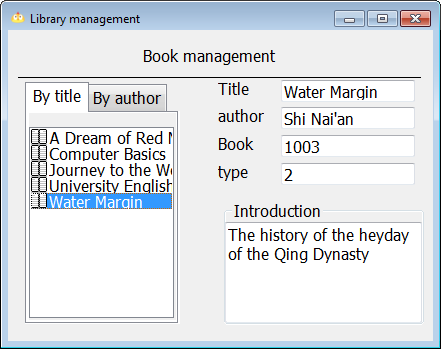 Library management
Book management
By title
By author
A Dream of Red
Computer Basics
Journey to the
University English
Water Margin
Title
Water Margin
author
Shi Nai'an
Book
1003
type
2
Introduction
The history of the heyday
of the Qing Dynasty